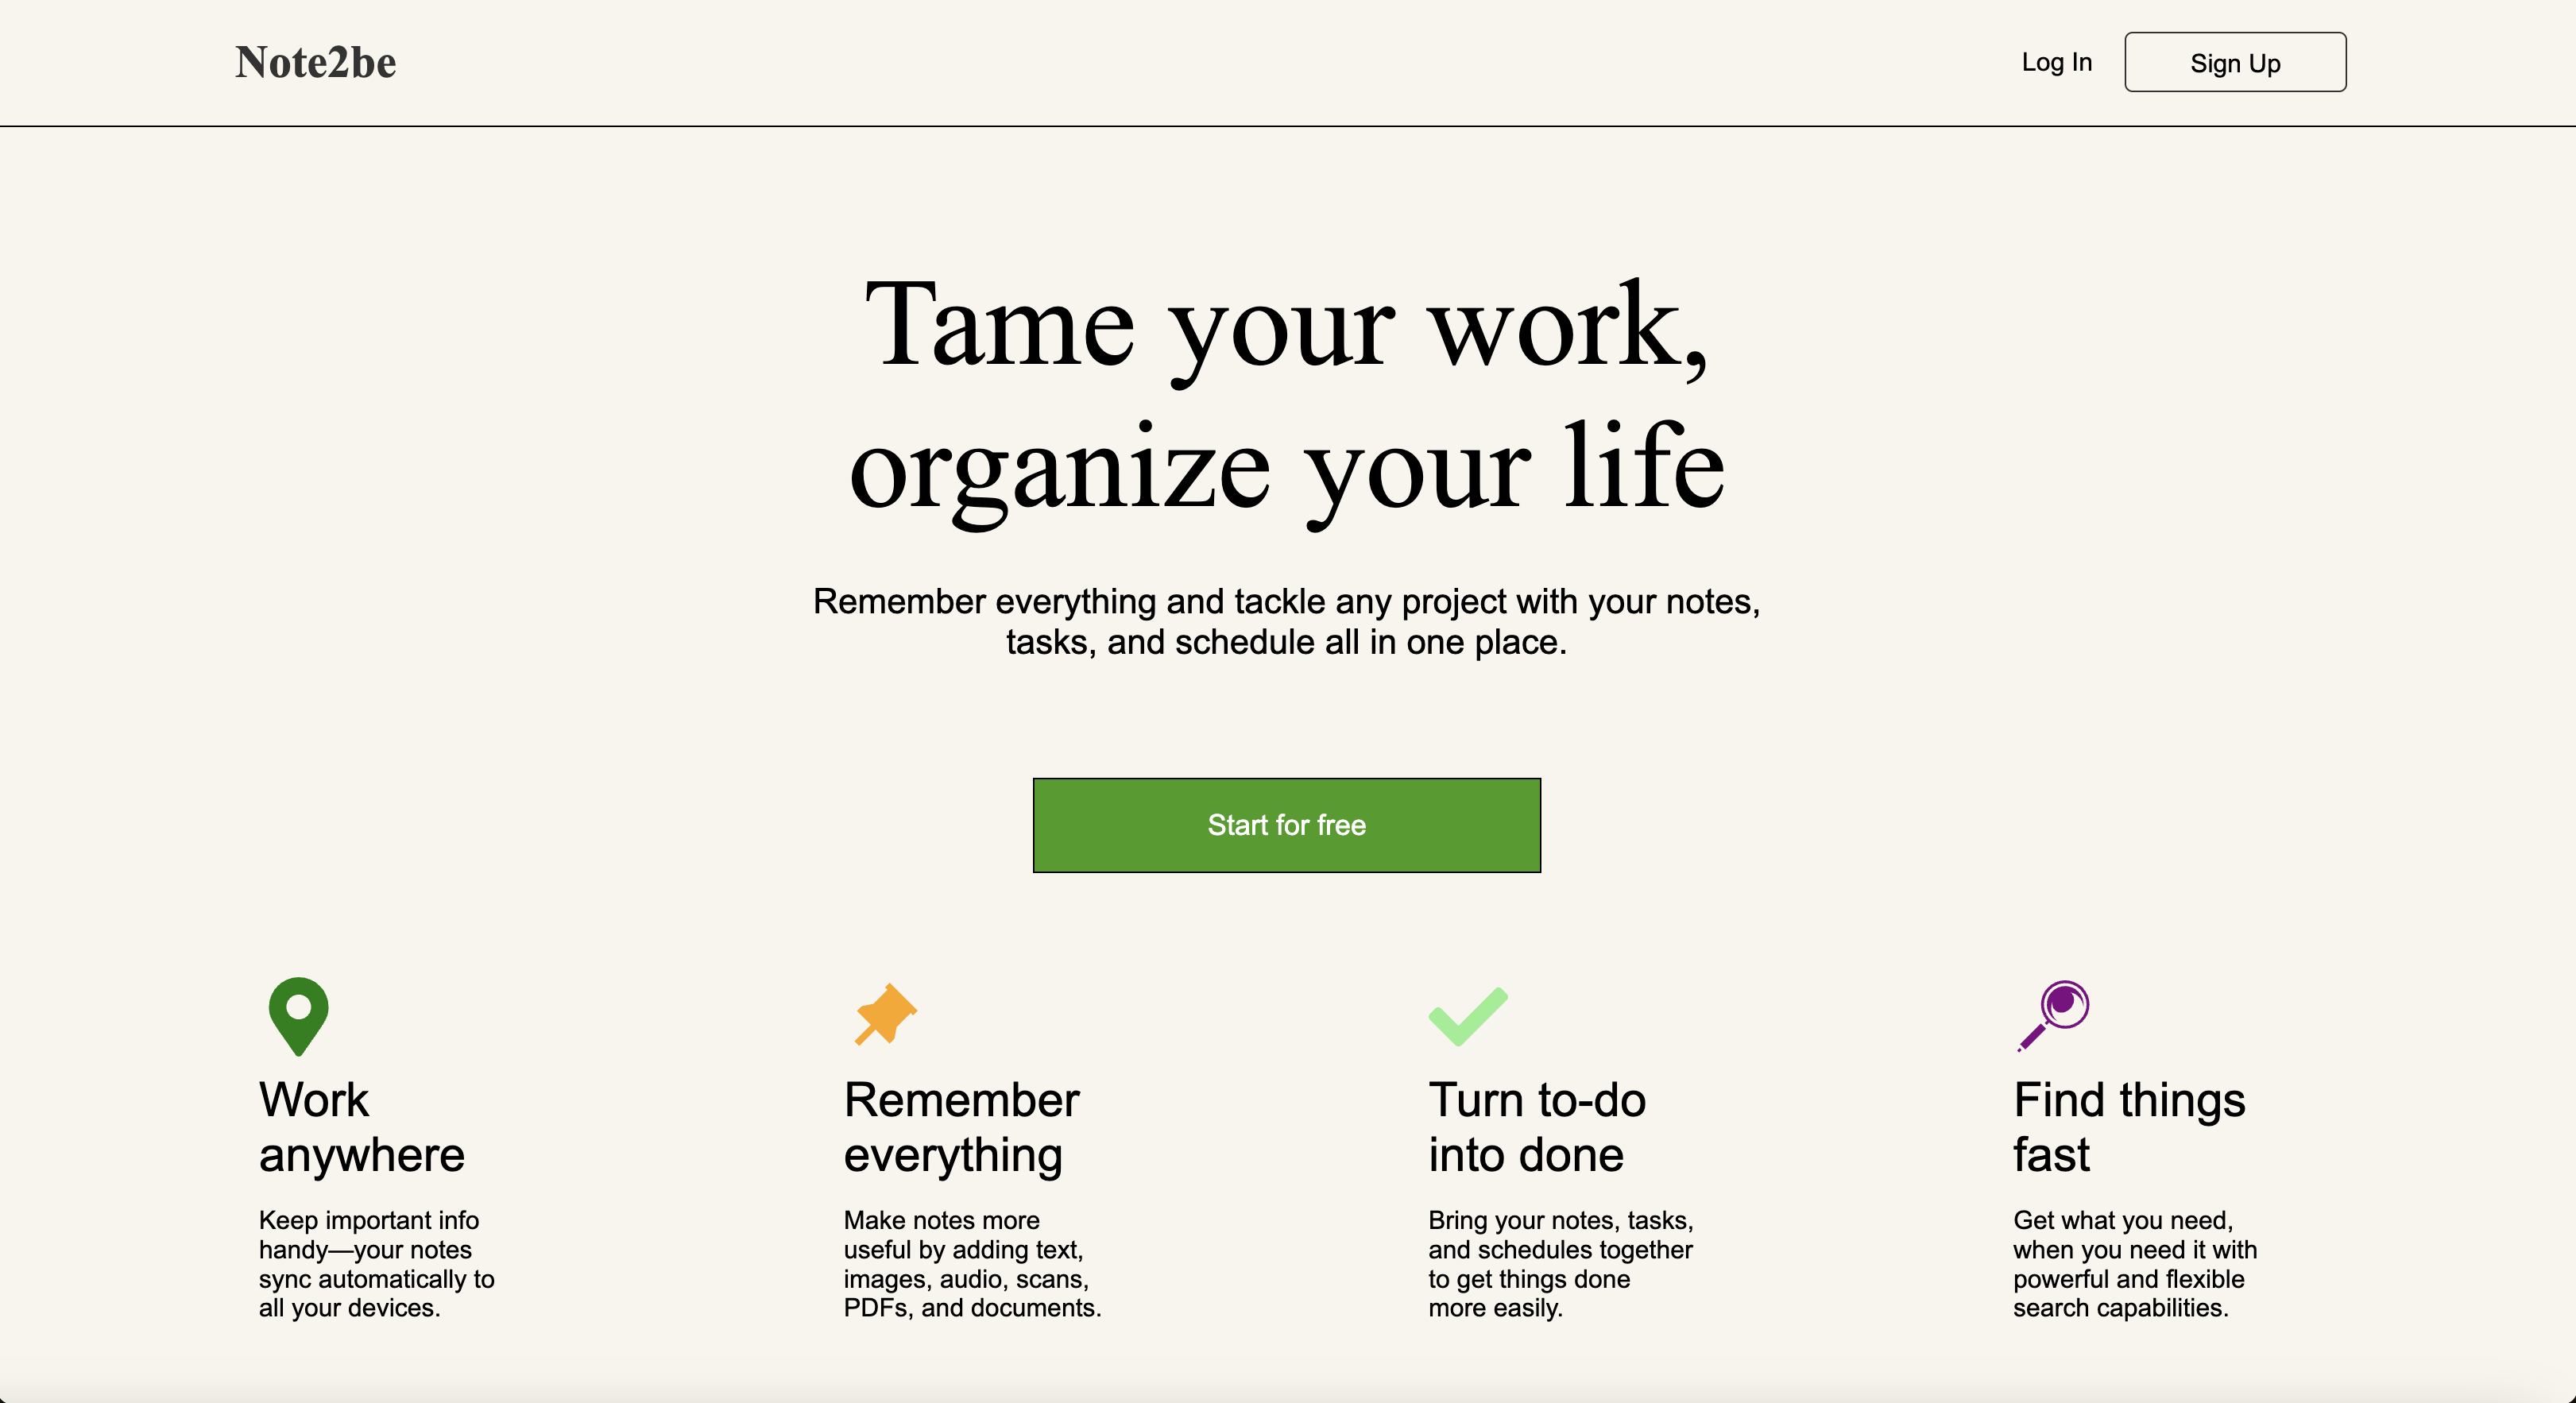 Note2be
Log In
Sign Up
Tame your work,
organize your life
Remember everything and tackle any project with your notes,
tasks, and schedule all in one place.
Start for free
Work
anywhere
Keep important info
handy—your notes
sync automatically to
all your devices.
Remember
everything
Make notes more
useful by adding text,
images, audio, scans,
PDFs, and documents.
Turn to-do
into done
Bring your notes, tasks,
and schedules together
to get things done
more easily.
Find things
fast
Get what you need,
when you need it with
powerful and flexible
search capabilities.